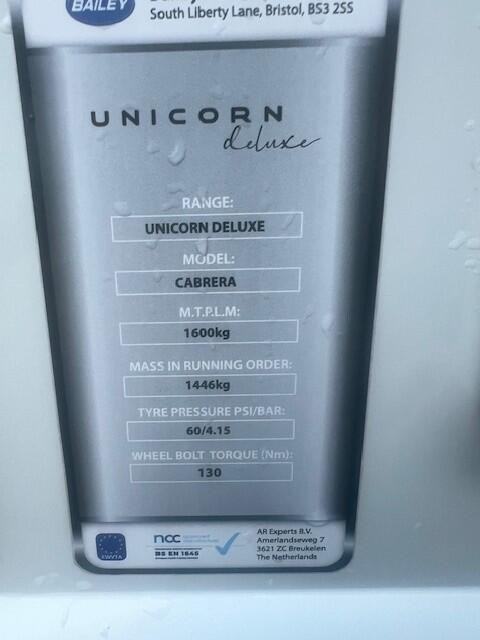 BAILEY
South Liberty Lane, Bristol, BS3 2SS
UNICORN
deluxe
RANGE:
UNICORN DELUXE
MODEL:
CABRERA
M.T.P.L.M:
1600kg
MASS IN RUNNING ORDER:
1446kg
TYRE PRESSURE PSI/BAR:
60/4.15
WHEEL BOLT TORQUE (Nm):
130
EWVTA
ncc
BS EN 1645
AR Experts B.V.
Amerlandseweg 7
3621 ZC Breukelen
The Netherlands